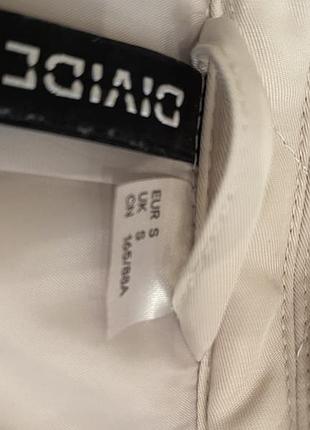 DIVIDE
EUR S
UK S
CN 165/88A